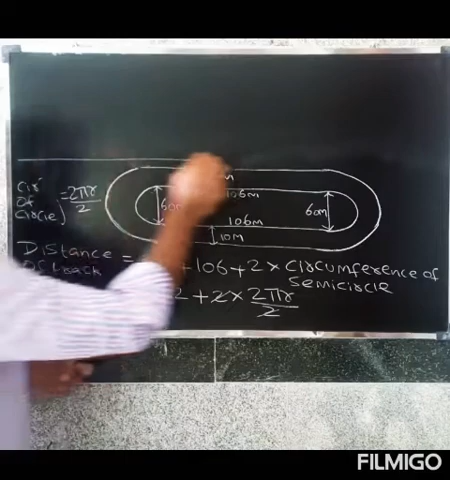 cir
of
circle } = 2πr/2
m
106m
60m
60m
106m
10m
Distance
= + 106 + 2 × circumference of
of track
semicircle
2 + 2 × 2πr/2
FILMIGO